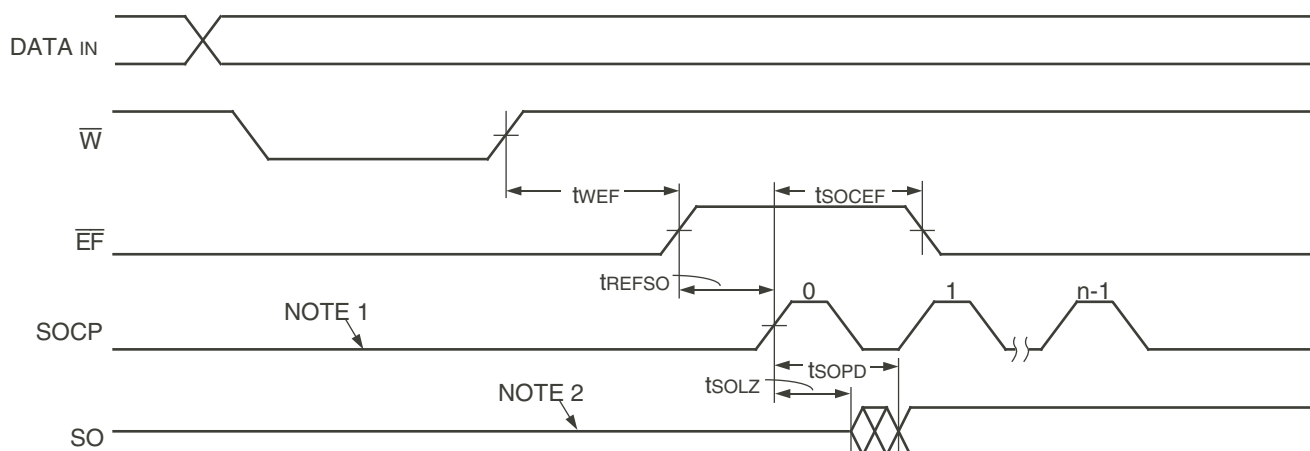 DATA IN
W
tWEF
tSOCEF
EF
tREFSO
0
1
n-1
NOTE 1
SOCP
tSOPD
tSOLZ
NOTE 2
SO